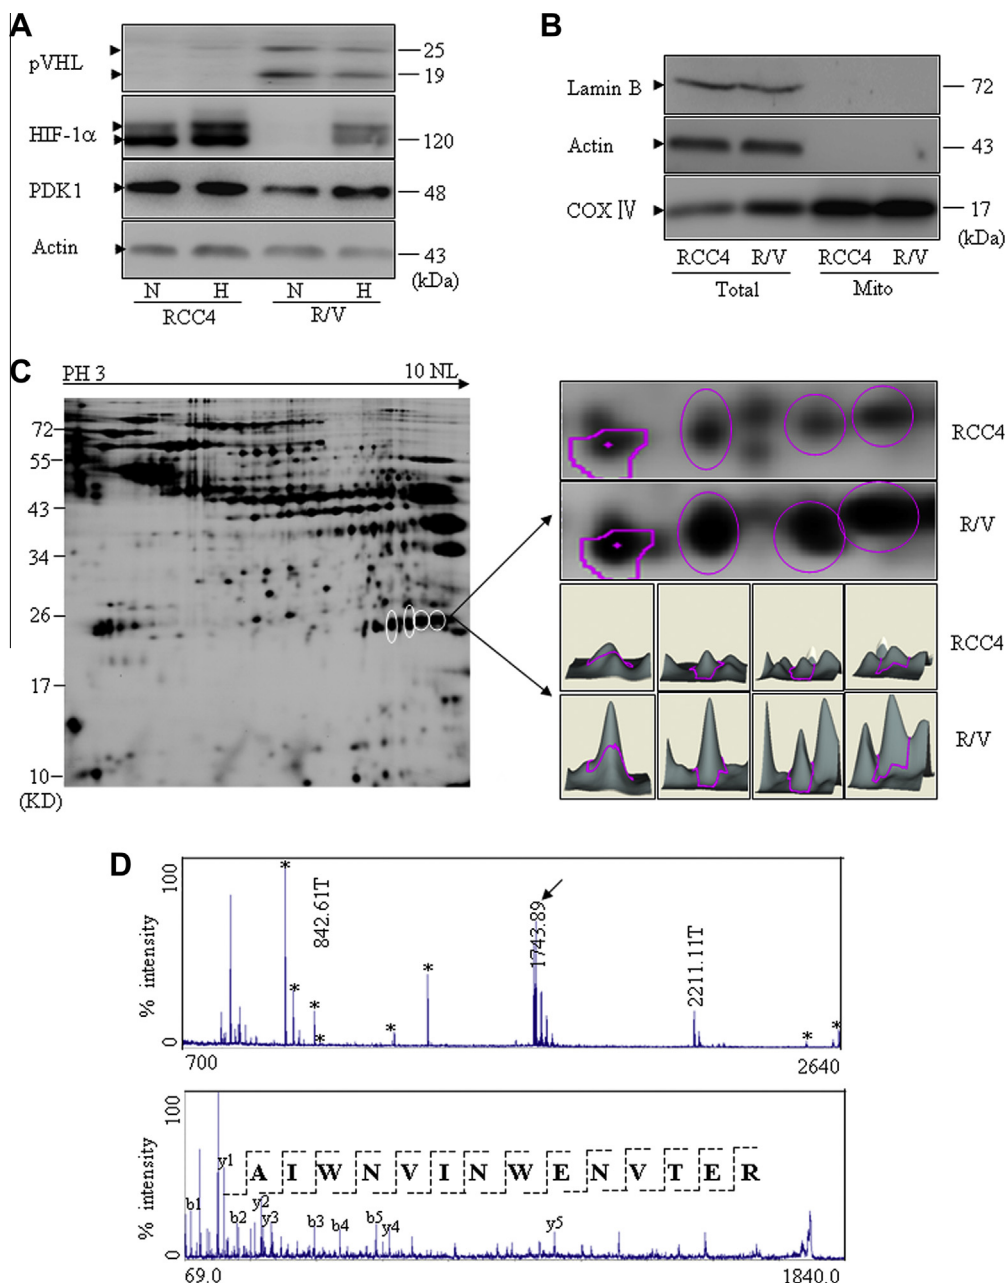 A
pVHL
25
19
HIF-1α
120
PDK1
48
Actin
43
(kDa)
N H N H
RCC4 R/V
B
Lamin B
72
Actin
43
COX Ⅳ
17
(kDa)
RCC4 R/V RCC4 R/V
Total Mito
C
PH 3 10 NL
72
55
43
34
26
17
10
(KD)
RCC4
R/V
RCC4
R/V
D
100
% intensity
0
* * * * * * * *
842.61T
1743.89
2211.11T
700 2640
100
% intensity
0
A I W N V I N W E N V T E R
b1 y1 b2 y2 y3 b3 b4 b5 y4 y5
69.0 1840.0